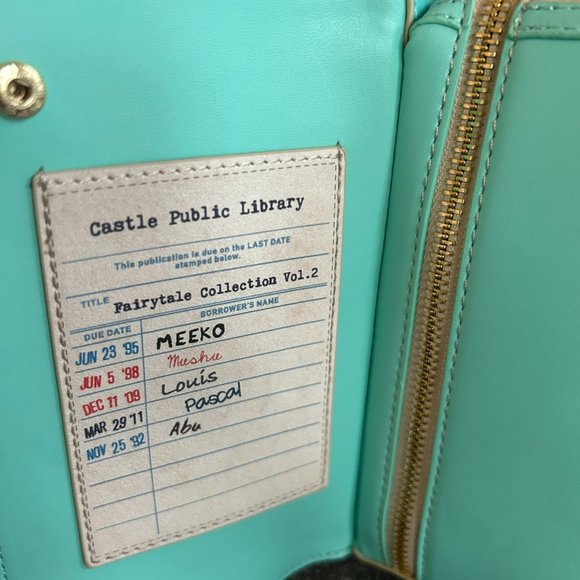 Castle Public Library
This publication is due on the LAST DATE
stamped below.
TITLE Fairytale Collection Vol.2
DUE DATE BORROWER'S NAME
JUN 23 '95 MEEKO
JUN 5 '98 Mushu
DEC 11 '09 Louis
MAR 29 '11 Pascal
NOV 25 '92 Abu